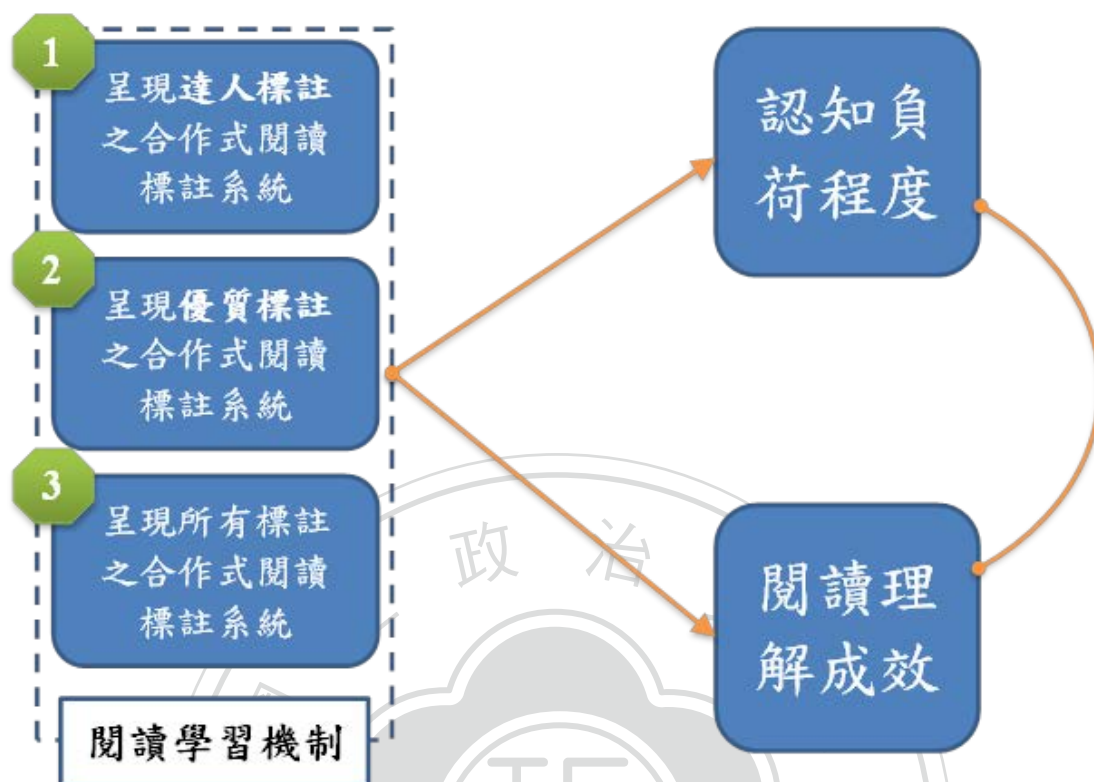 1
呈現達人標註
之合作式閱讀
標註系統
2
呈現優質標註
之合作式閱讀
標註系統
3
呈現所有標註
之合作式閱讀
標註系統
閱讀學習機制
認知負
荷程度
閱讀理
解成效
政 治